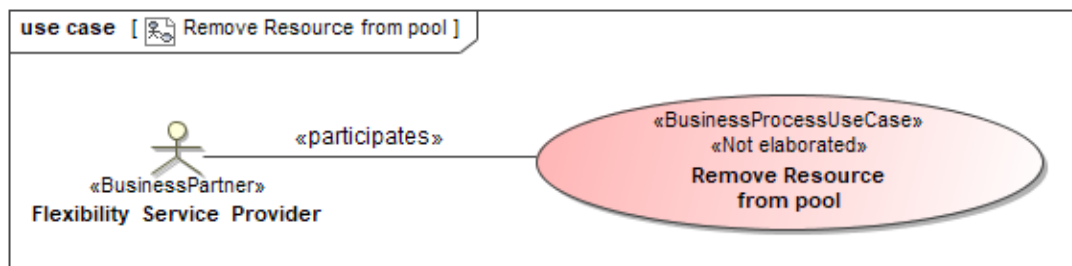 use case [ Remove Resource from pool ]
«participates»
«BusinessPartner»
Flexibility Service Provider
«BusinessProcessUseCase»
«Not elaborated»
Remove Resource
from pool